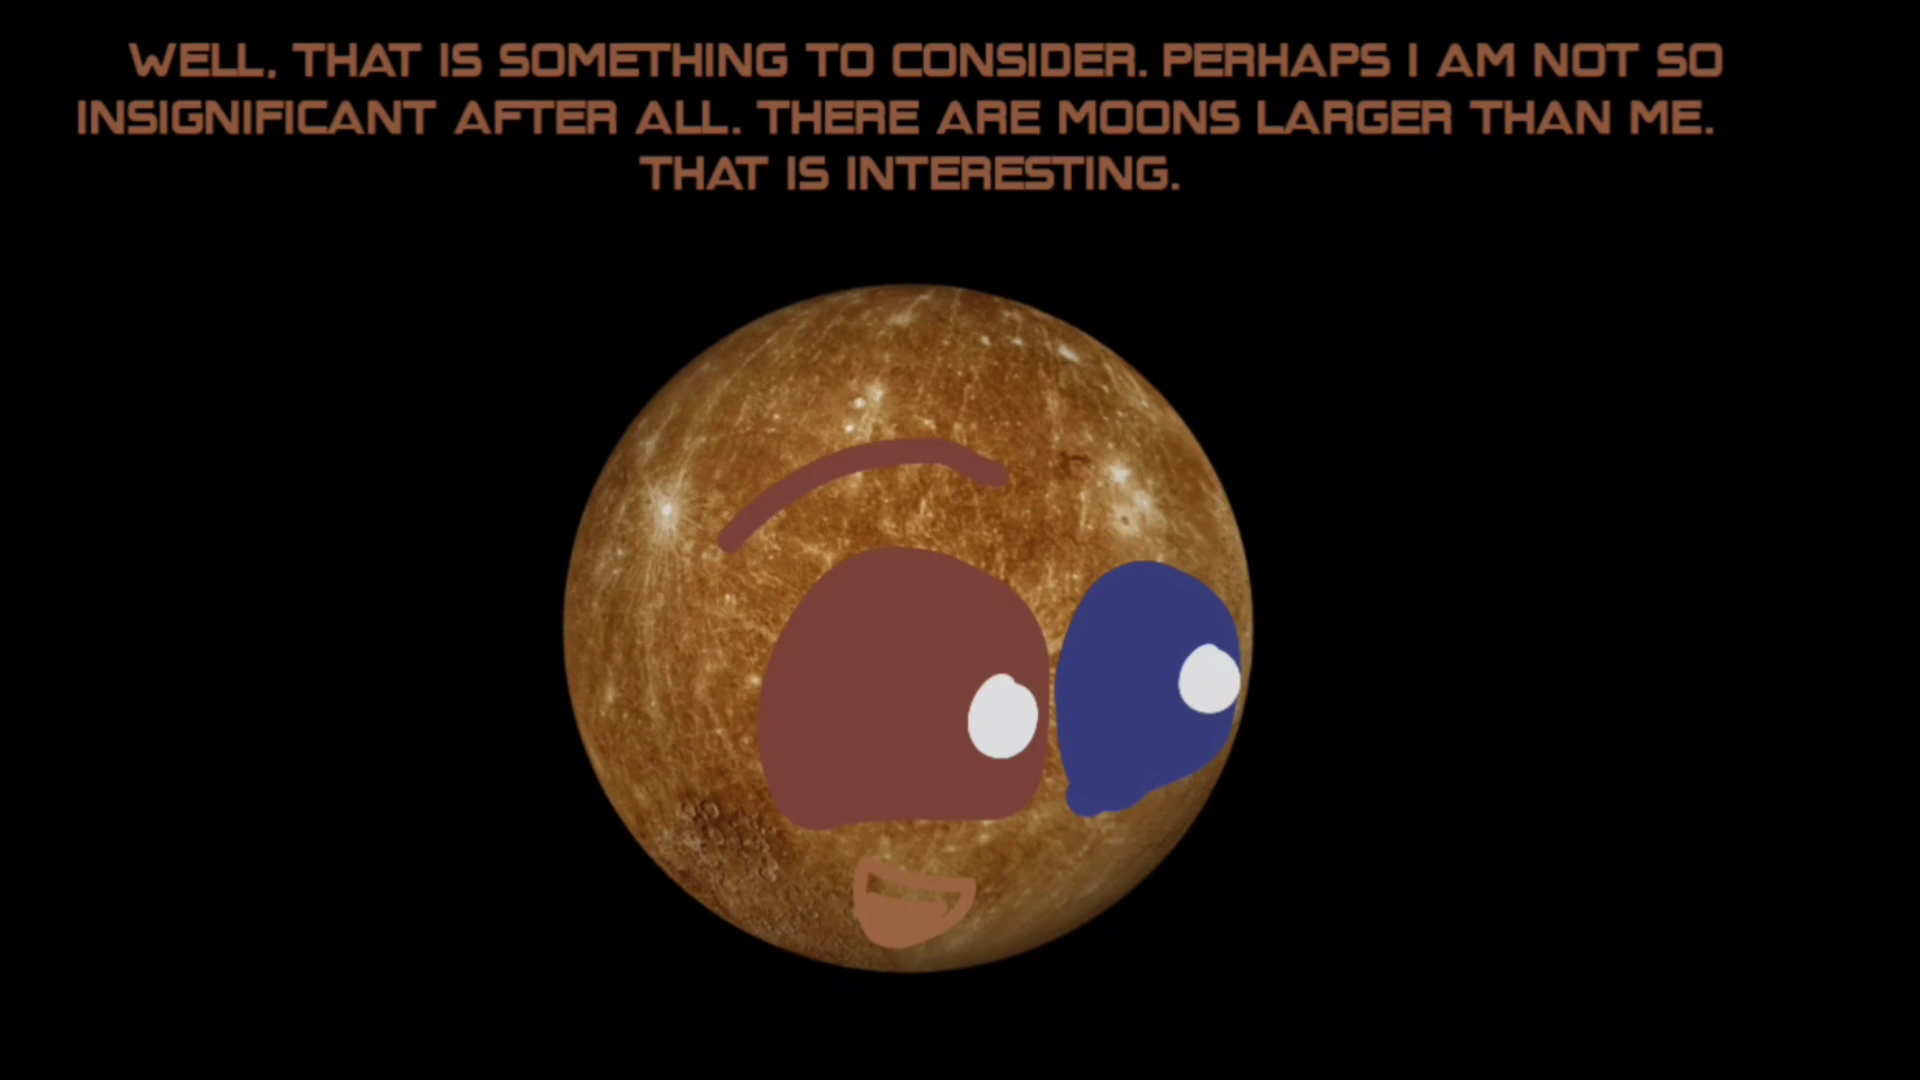 WELL, THAT IS SOMETHING TO CONSIDER. PERHAPS I AM NOT SO
INSIGNIFICANT AFTER ALL. THERE ARE MOONS LARGER THAN ME.
THAT IS INTERESTING.